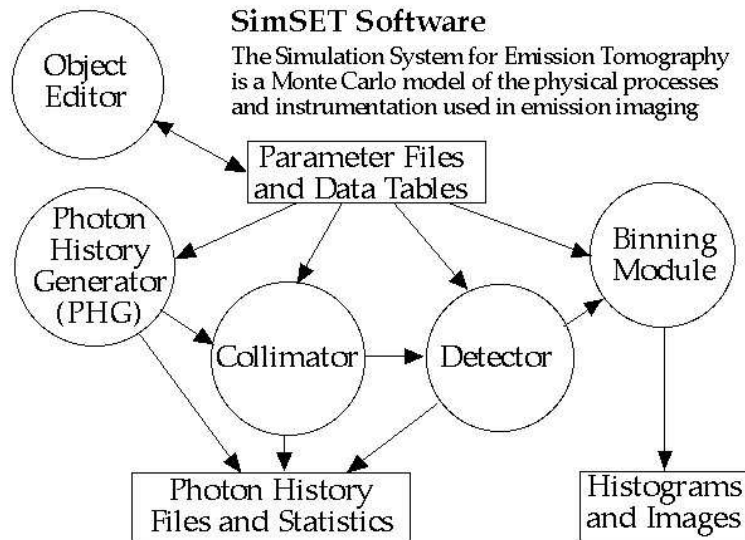 SimSET Software
The Simulation System for Emission Tomography
is a Monte Carlo model of the physical processes
and instrumentation used in emission imaging
Object
Editor
Parameter Files
and Data Tables
Photon
History
Generator
(PHG)
Collimator
Detector
Binning
Module
Photon History
Files and Statistics
Histograms
and Images